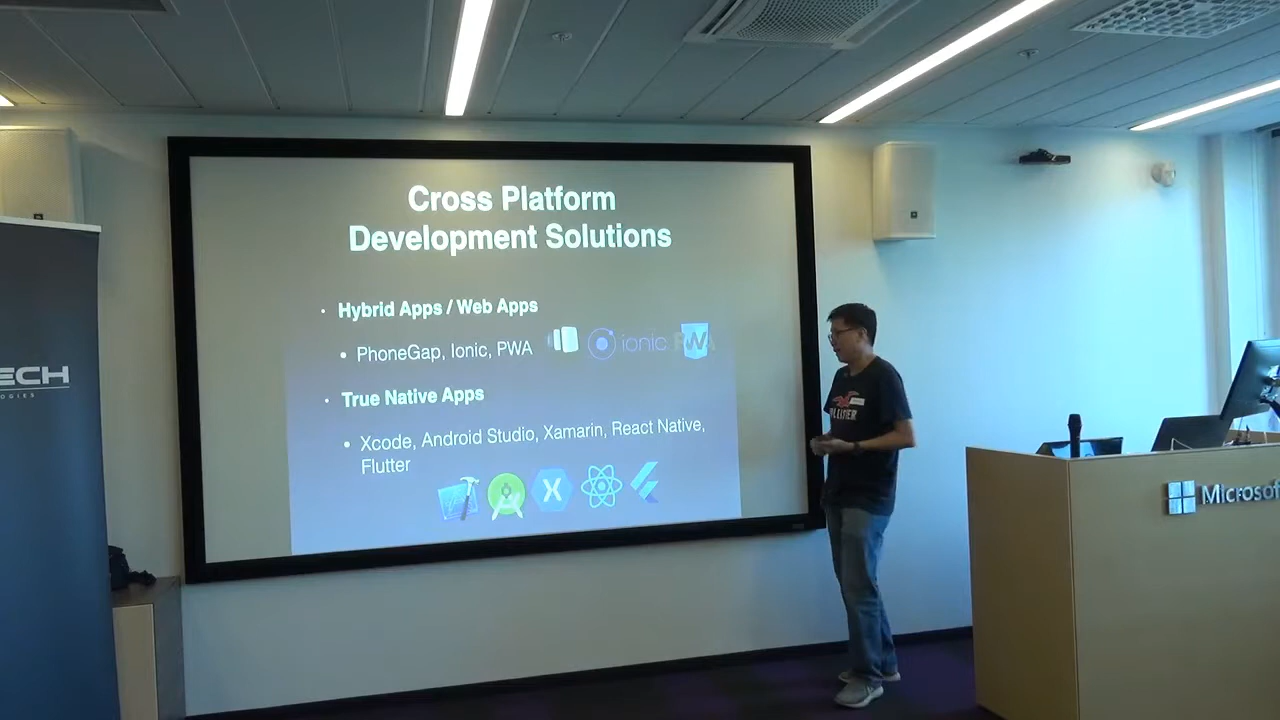 Cross Platform
Development Solutions
Hybrid Apps / Web Apps
PhoneGap, Ionic, PWA
ionic
PWA
True Native Apps
Xcode, Android Studio, Xamarin, React Native,
Flutter
X
ECH
Microsof